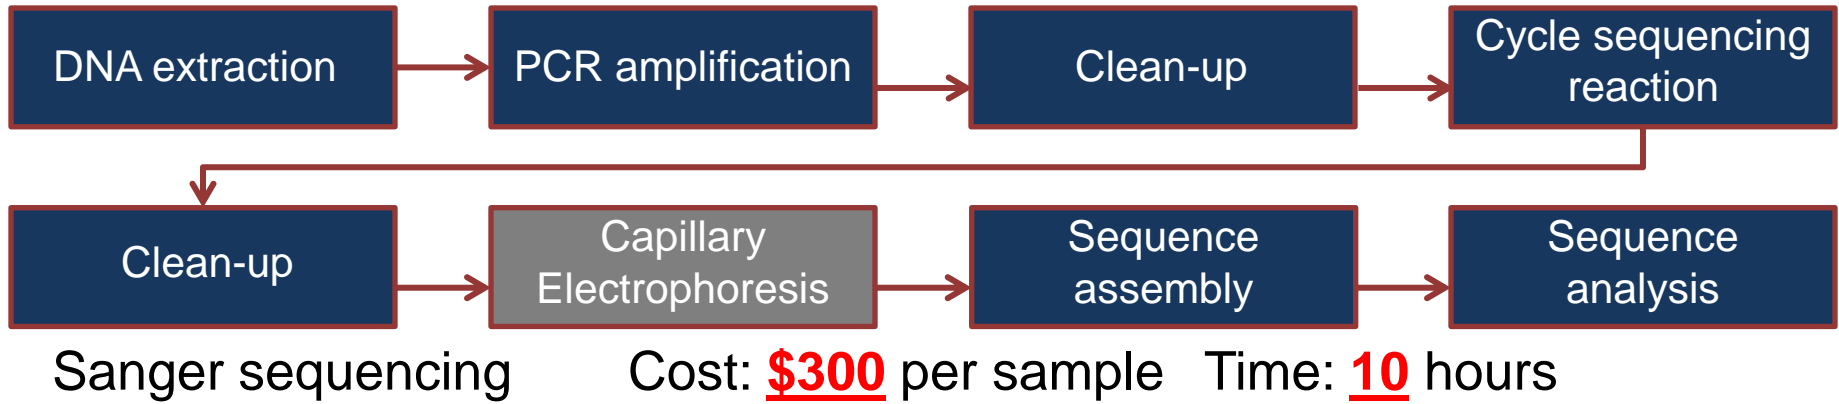 DNA extraction
PCR amplification
Clean-up
Cycle sequencing
reaction
Clean-up
Capillary
Electrophoresis
Sequence
assembly
Sequence
analysis
Sanger sequencing Cost: $300 per sample Time: 10 hours